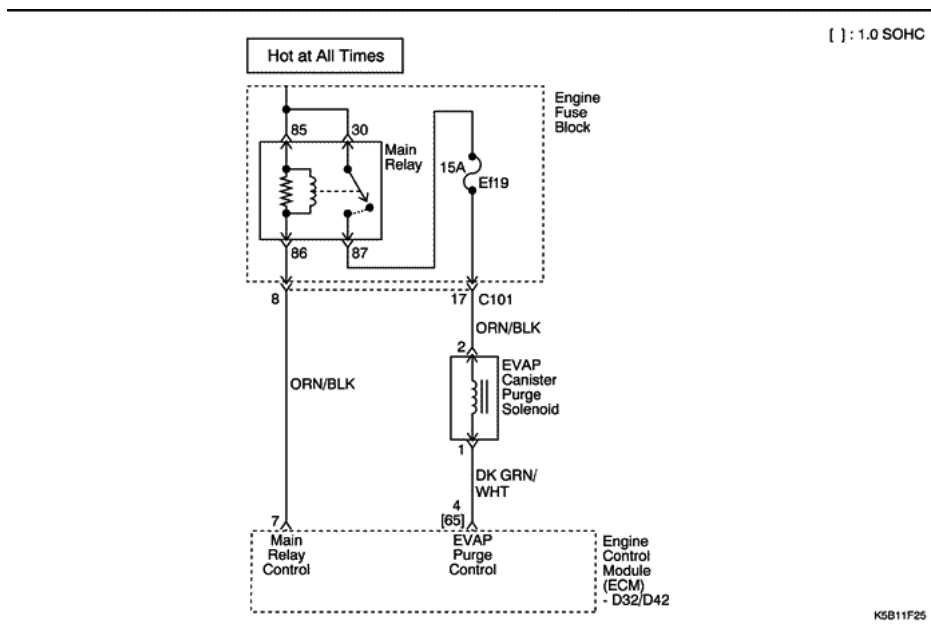 [ ] : 1.0 SOHC
Hot at All Times
Engine
Fuse
Block
85
30
Main
Relay
15A
Ef19
86
87
8
17
C101
ORN/BLK
2
EVAP
Canister
Purge
Solenoid
ORN/BLK
1
DK GRN/
WHT
4
[65]
7
Main
Relay
Control
EVAP
Purge
Control
Engine
Control
Module
(ECM)
- D32/D42
K5B11F25